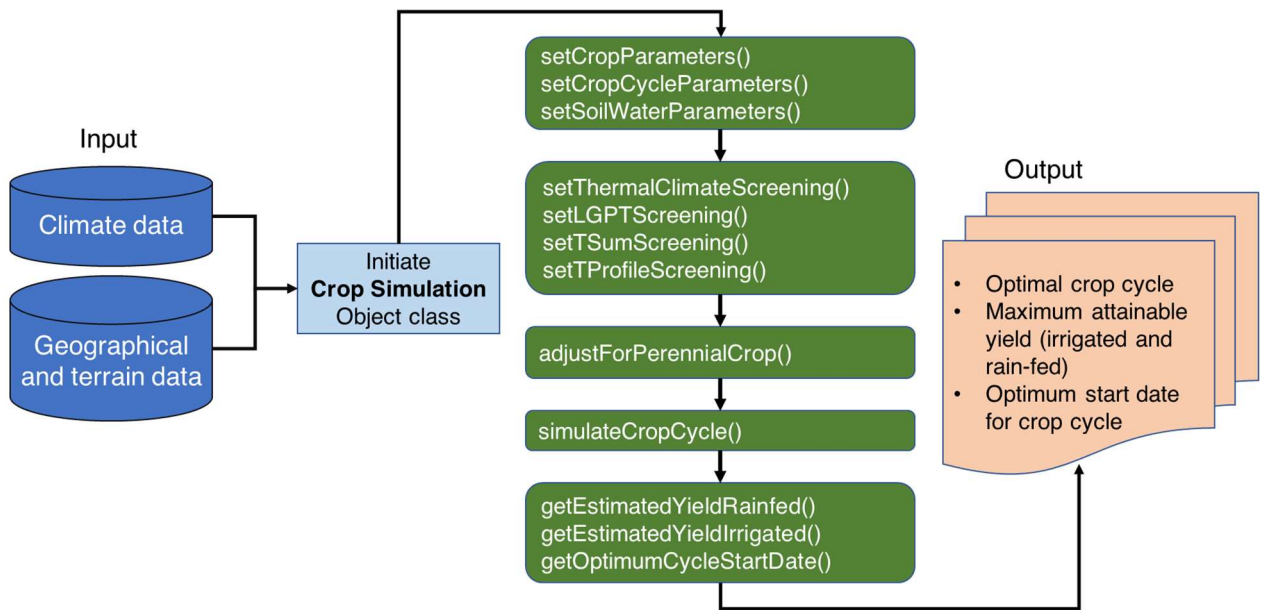 Input
Climate data
Geographical
and terrain data
Initiate
Crop Simulation
Object class
setCropParameters()
setCropCycleParameters()
setSoilWaterParameters()
setThermalClimateScreening()
setLGPTScreening()
setTSumScreening()
setTProfileScreening()
adjustForPerennialCrop()
simulateCropCycle()
getEstimatedYieldRainfed()
getEstimatedYieldIrrigated()
getOptimumCycleStartDate()
Output
• Optimal crop cycle
• Maximum attainable
yield (irrigated and
rain-fed)
• Optimum start date
for crop cycle